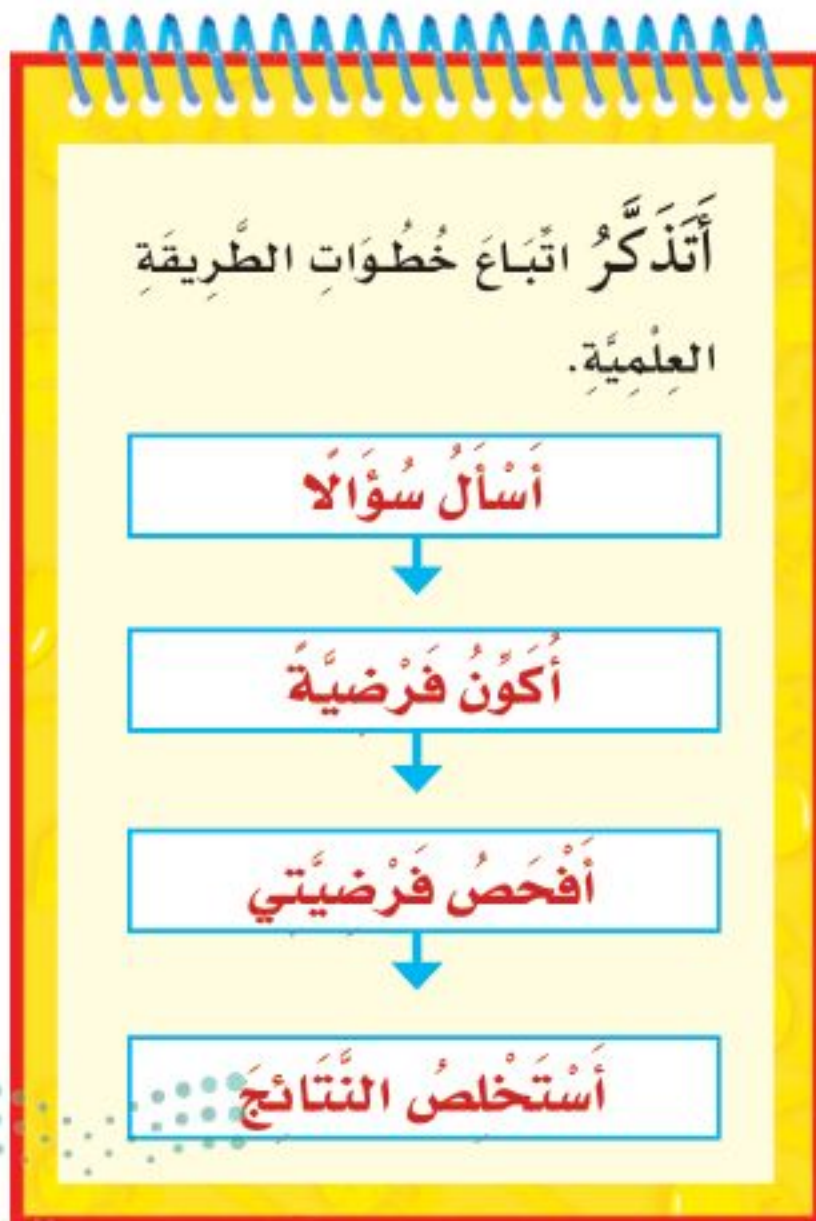 أَتَذَكَّرُ اتِّبَاعَ خُطُوَاتِ الطَّرِيقَةِ
العِلْمِيَّةِ.
أَسْأَلُ سُؤَالًا
أُكَوِّنُ فَرْضِيَّةً
أَفْحَصُ فَرْضِيَّتِي
أَسْتَخْلِصُ النَّتَائِجَ